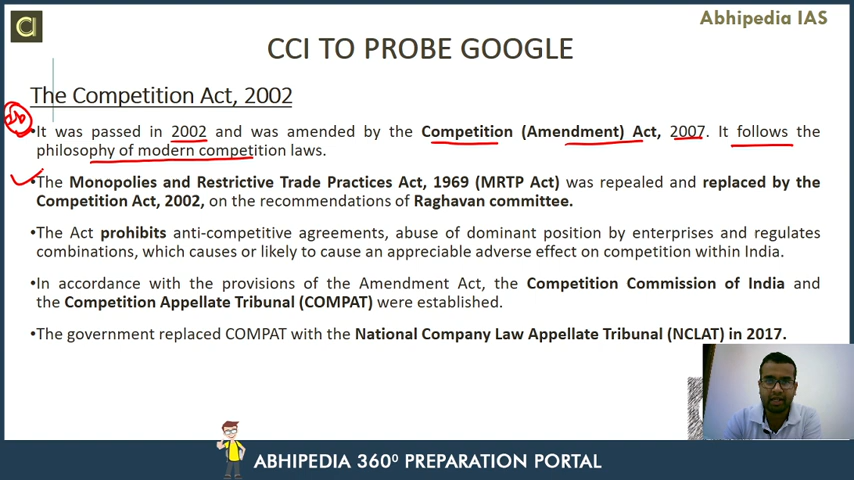 Abhipedia IAS
CCI TO PROBE GOOGLE
The Competition Act, 2002
•It was passed in 2002 and was amended by the Competition (Amendment) Act, 2007. It follows the
philosophy of modern competition laws.
•The Monopolies and Restrictive Trade Practices Act, 1969 (MRTP Act) was repealed and replaced by the
Competition Act, 2002, on the recommendations of Raghavan committee.
•The Act prohibits anti-competitive agreements, abuse of dominant position by enterprises and regulates
combinations, which causes or likely to cause an appreciable adverse effect on competition within India.
•In accordance with the provisions of the Amendment Act, the Competition Commission of India and
the Competition Appellate Tribunal (COMPAT) were established.
•The government replaced COMPAT with the National Company Law Appellate Tribunal (NCLAT) in 2017.
ABHIPEDIA 360⁰ PREPARATION PORTAL